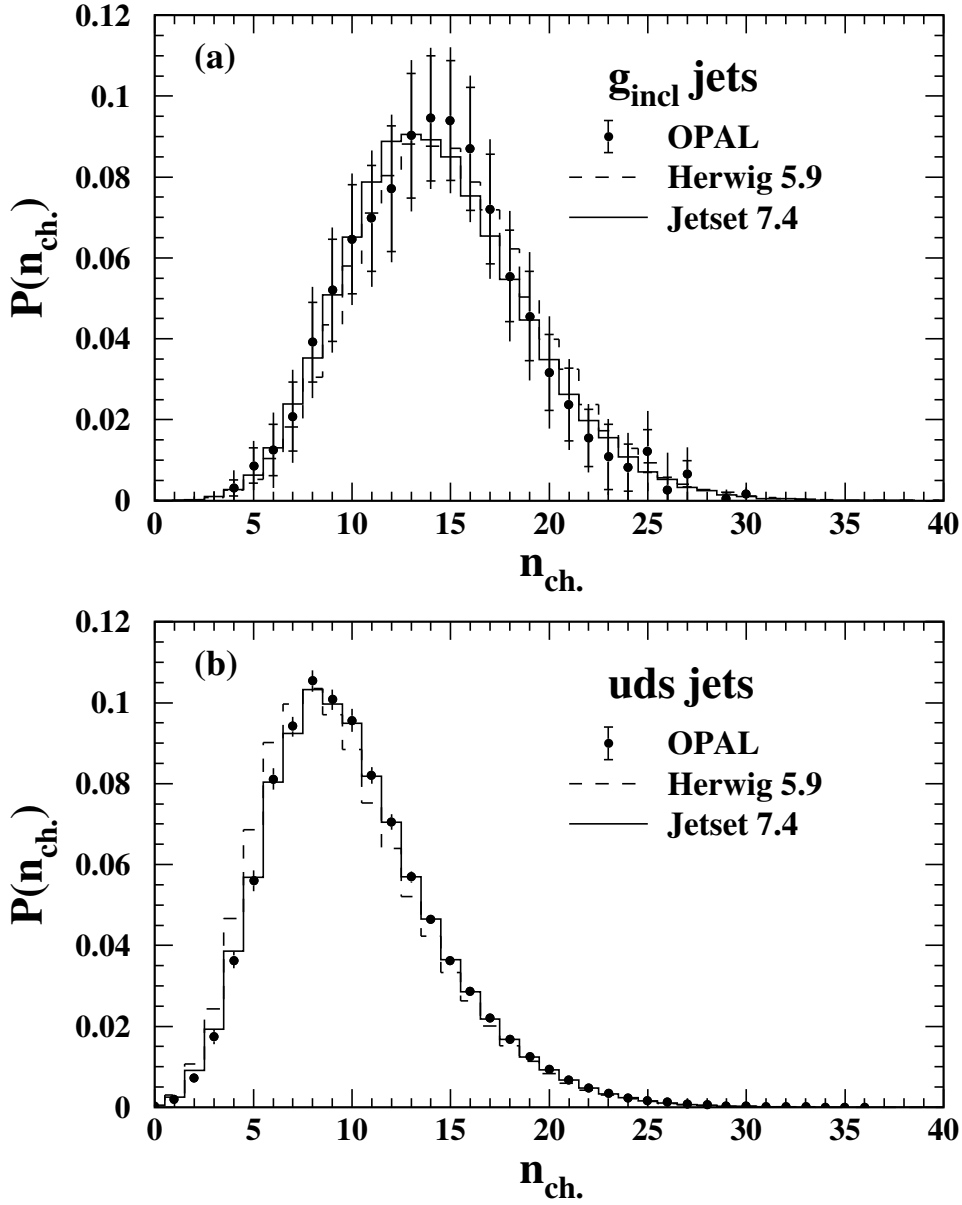 0.12
(a)
g_incl jets
0.1
OPAL
Herwig 5.9
0.08
Jetset 7.4
P(n_ch.)
0.06
0.04
0.02
0
0 5 10 15 20 25 30 35 40
n_ch.
0.12
(b)
uds jets
0.1
OPAL
Herwig 5.9
0.08
Jetset 7.4
P(n_ch.)
0.06
0.04
0.02
0
0 5 10 15 20 25 30 35 40
n_ch.